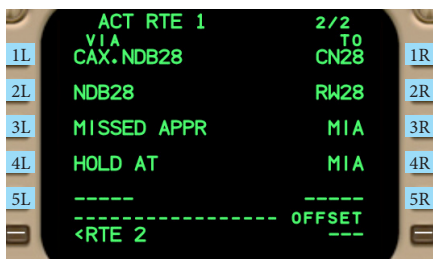 ACT RTE 1 2/2
VIA TO
1L CAX.NDB28 CN28 1R
2L NDB28 RW28 2R
3L MISSED APPR MIA 3R
4L HOLD AT MIA 4R
5L ----- ----- 5R
----------------- OFFSET
<RTE 2 ---